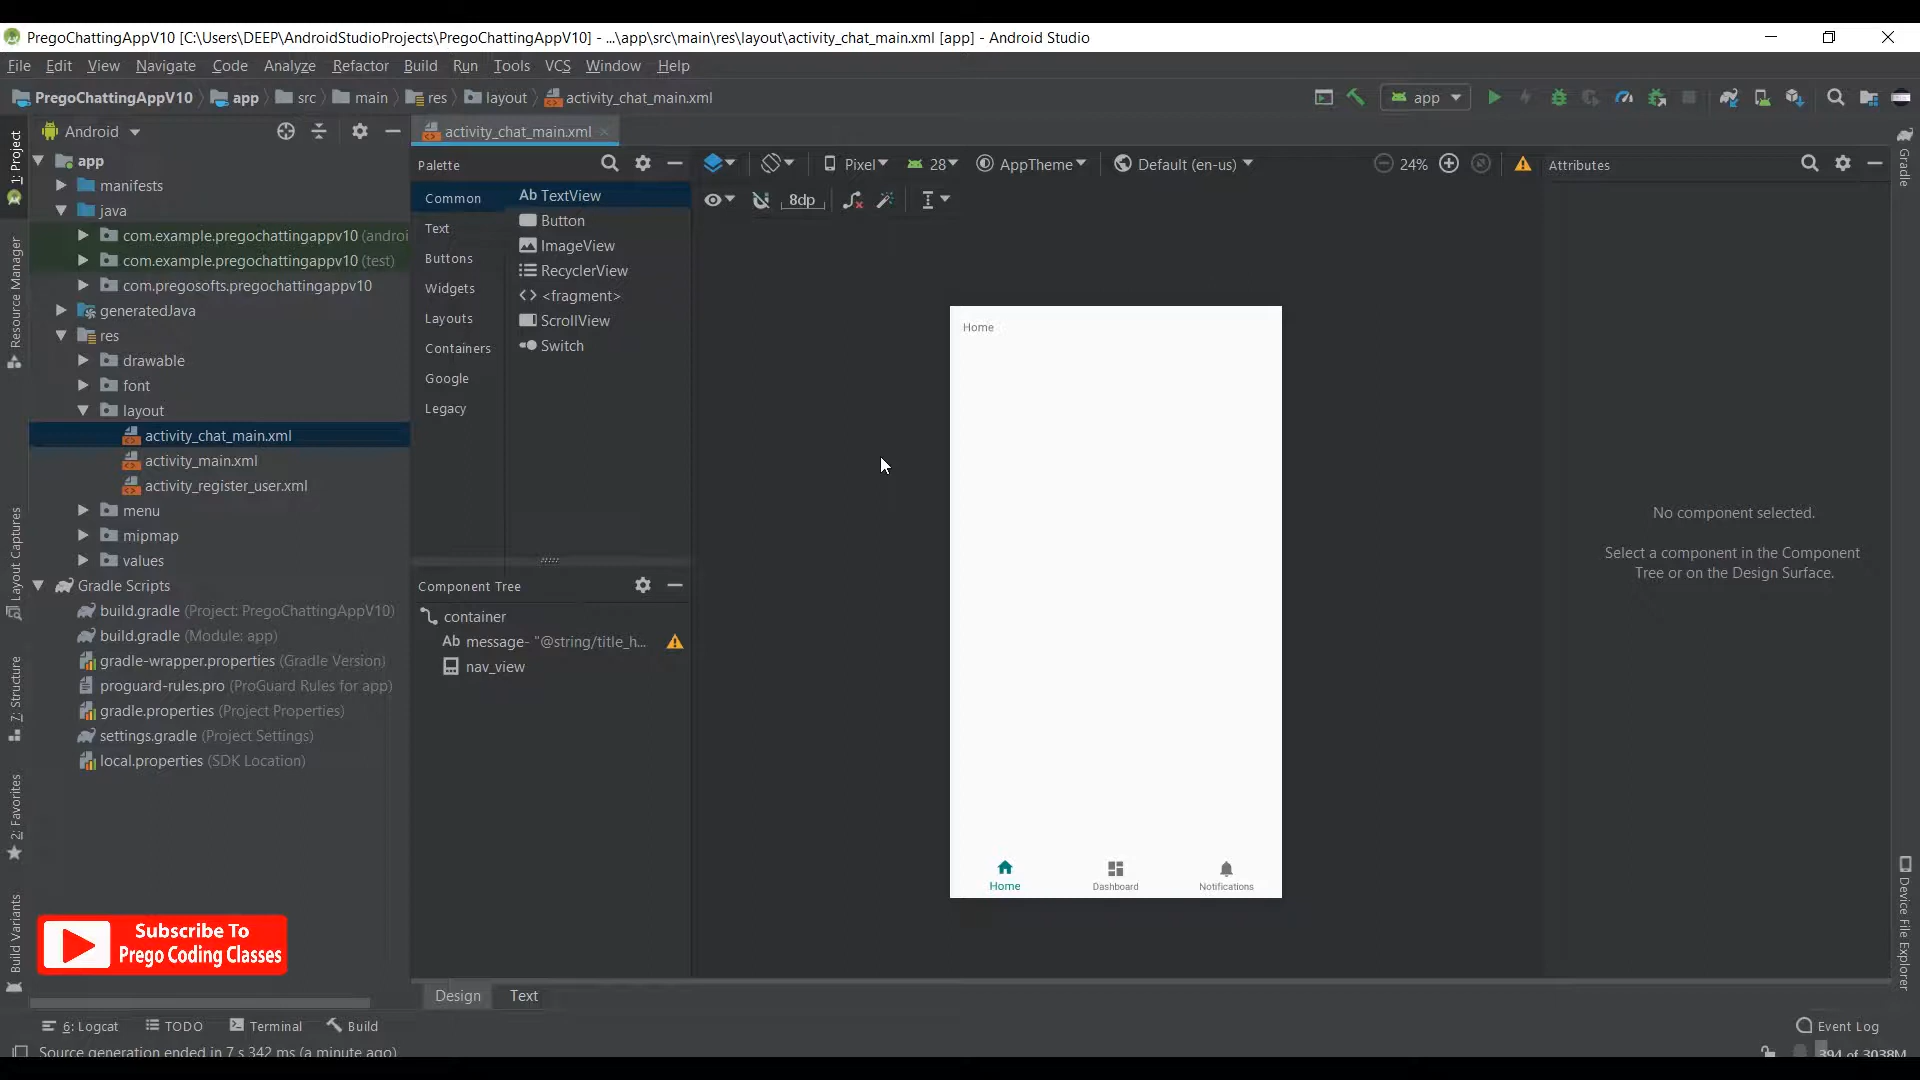 PregoChattingAppV10 [C:\Users\DEEP\AndroidStudioProjects\PregoChattingAppV10] - ...\app\src\main\res\layout\activity_chat_main.xml [app] - Android Studio
File Edit View Navigate Code Analyze Refactor Build Run Tools VCS Window Help
PregoChattingAppV10 app src main res layout activity_chat_main.xml app
1: Project
Resource Manager
Layout Captures
7: Structure
2: Favorites
Build Variants
Android
app
manifests
java
com.example.pregochattingappv10 (androi
com.example.pregochattingappv10 (test)
com.pregosofts.pregochattingappv10
generatedJava
res
drawable
font
layout
activity_chat_main.xml
activity_main.xml
activity_register_user.xml
menu
mipmap
values
Gradle Scripts
build.gradle (Project: PregoChattingAppV10)
build.gradle (Module: app)
gradle-wrapper.properties (Gradle Version)
proguard-rules.pro (ProGuard Rules for app)
gradle.properties (Project Properties)
settings.gradle (Project Settings)
local.properties (SDK Location)
Subscribe To
Prego Coding Classes
activity_chat_main.xml
Palette
Common
Text
Buttons
Widgets
Layouts
Containers
Google
Legacy
Ab TextView
Button
ImageView
RecyclerView
<fragment>
ScrollView
Switch
Component Tree
container
Ab message- "@string/title_h...
nav_view
Pixel 28 AppTheme Default (en-us) 24%
8dp
Home
Home Dashboard Notifications
Attributes
No component selected.
Select a component in the Component
Tree or on the Design Surface.
Gradle
Device File Explorer
Design Text
6: Logcat TODO Terminal Build Event Log
Source generation ended in 7 s 342 ms (a minute ago) 394 of 3038M